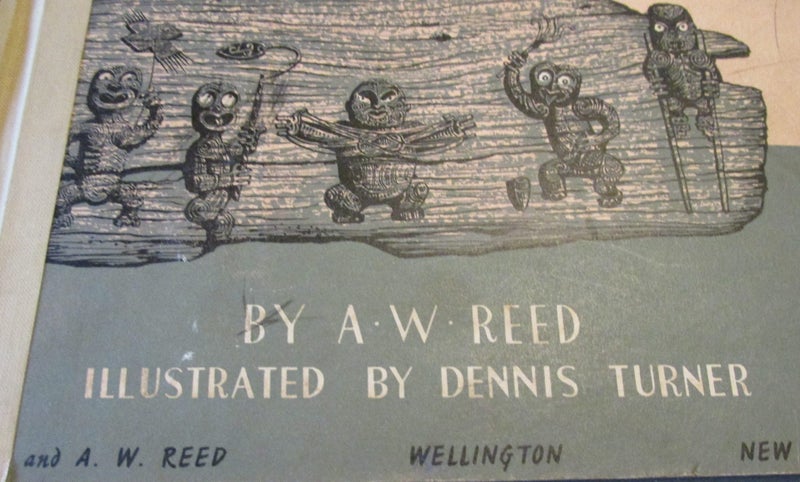 BY A·W·REED
ILLUSTRATED BY DENNIS TURNER
and A. W. REED WELLINGTON NEW